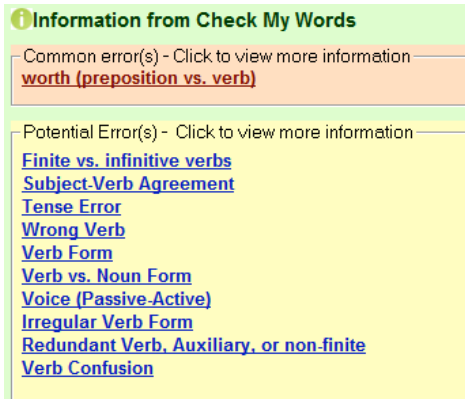 Information from Check My Words
Common error(s) - Click to view more information
worth (preposition vs. verb)
Potential Error(s) - Click to view more information
Finite vs. infinitive verbs
Subject-Verb Agreement
Tense Error
Wrong Verb
Verb Form
Verb vs. Noun Form
Voice (Passive-Active)
Irregular Verb Form
Redundant Verb, Auxiliary, or non-finite
Verb Confusion